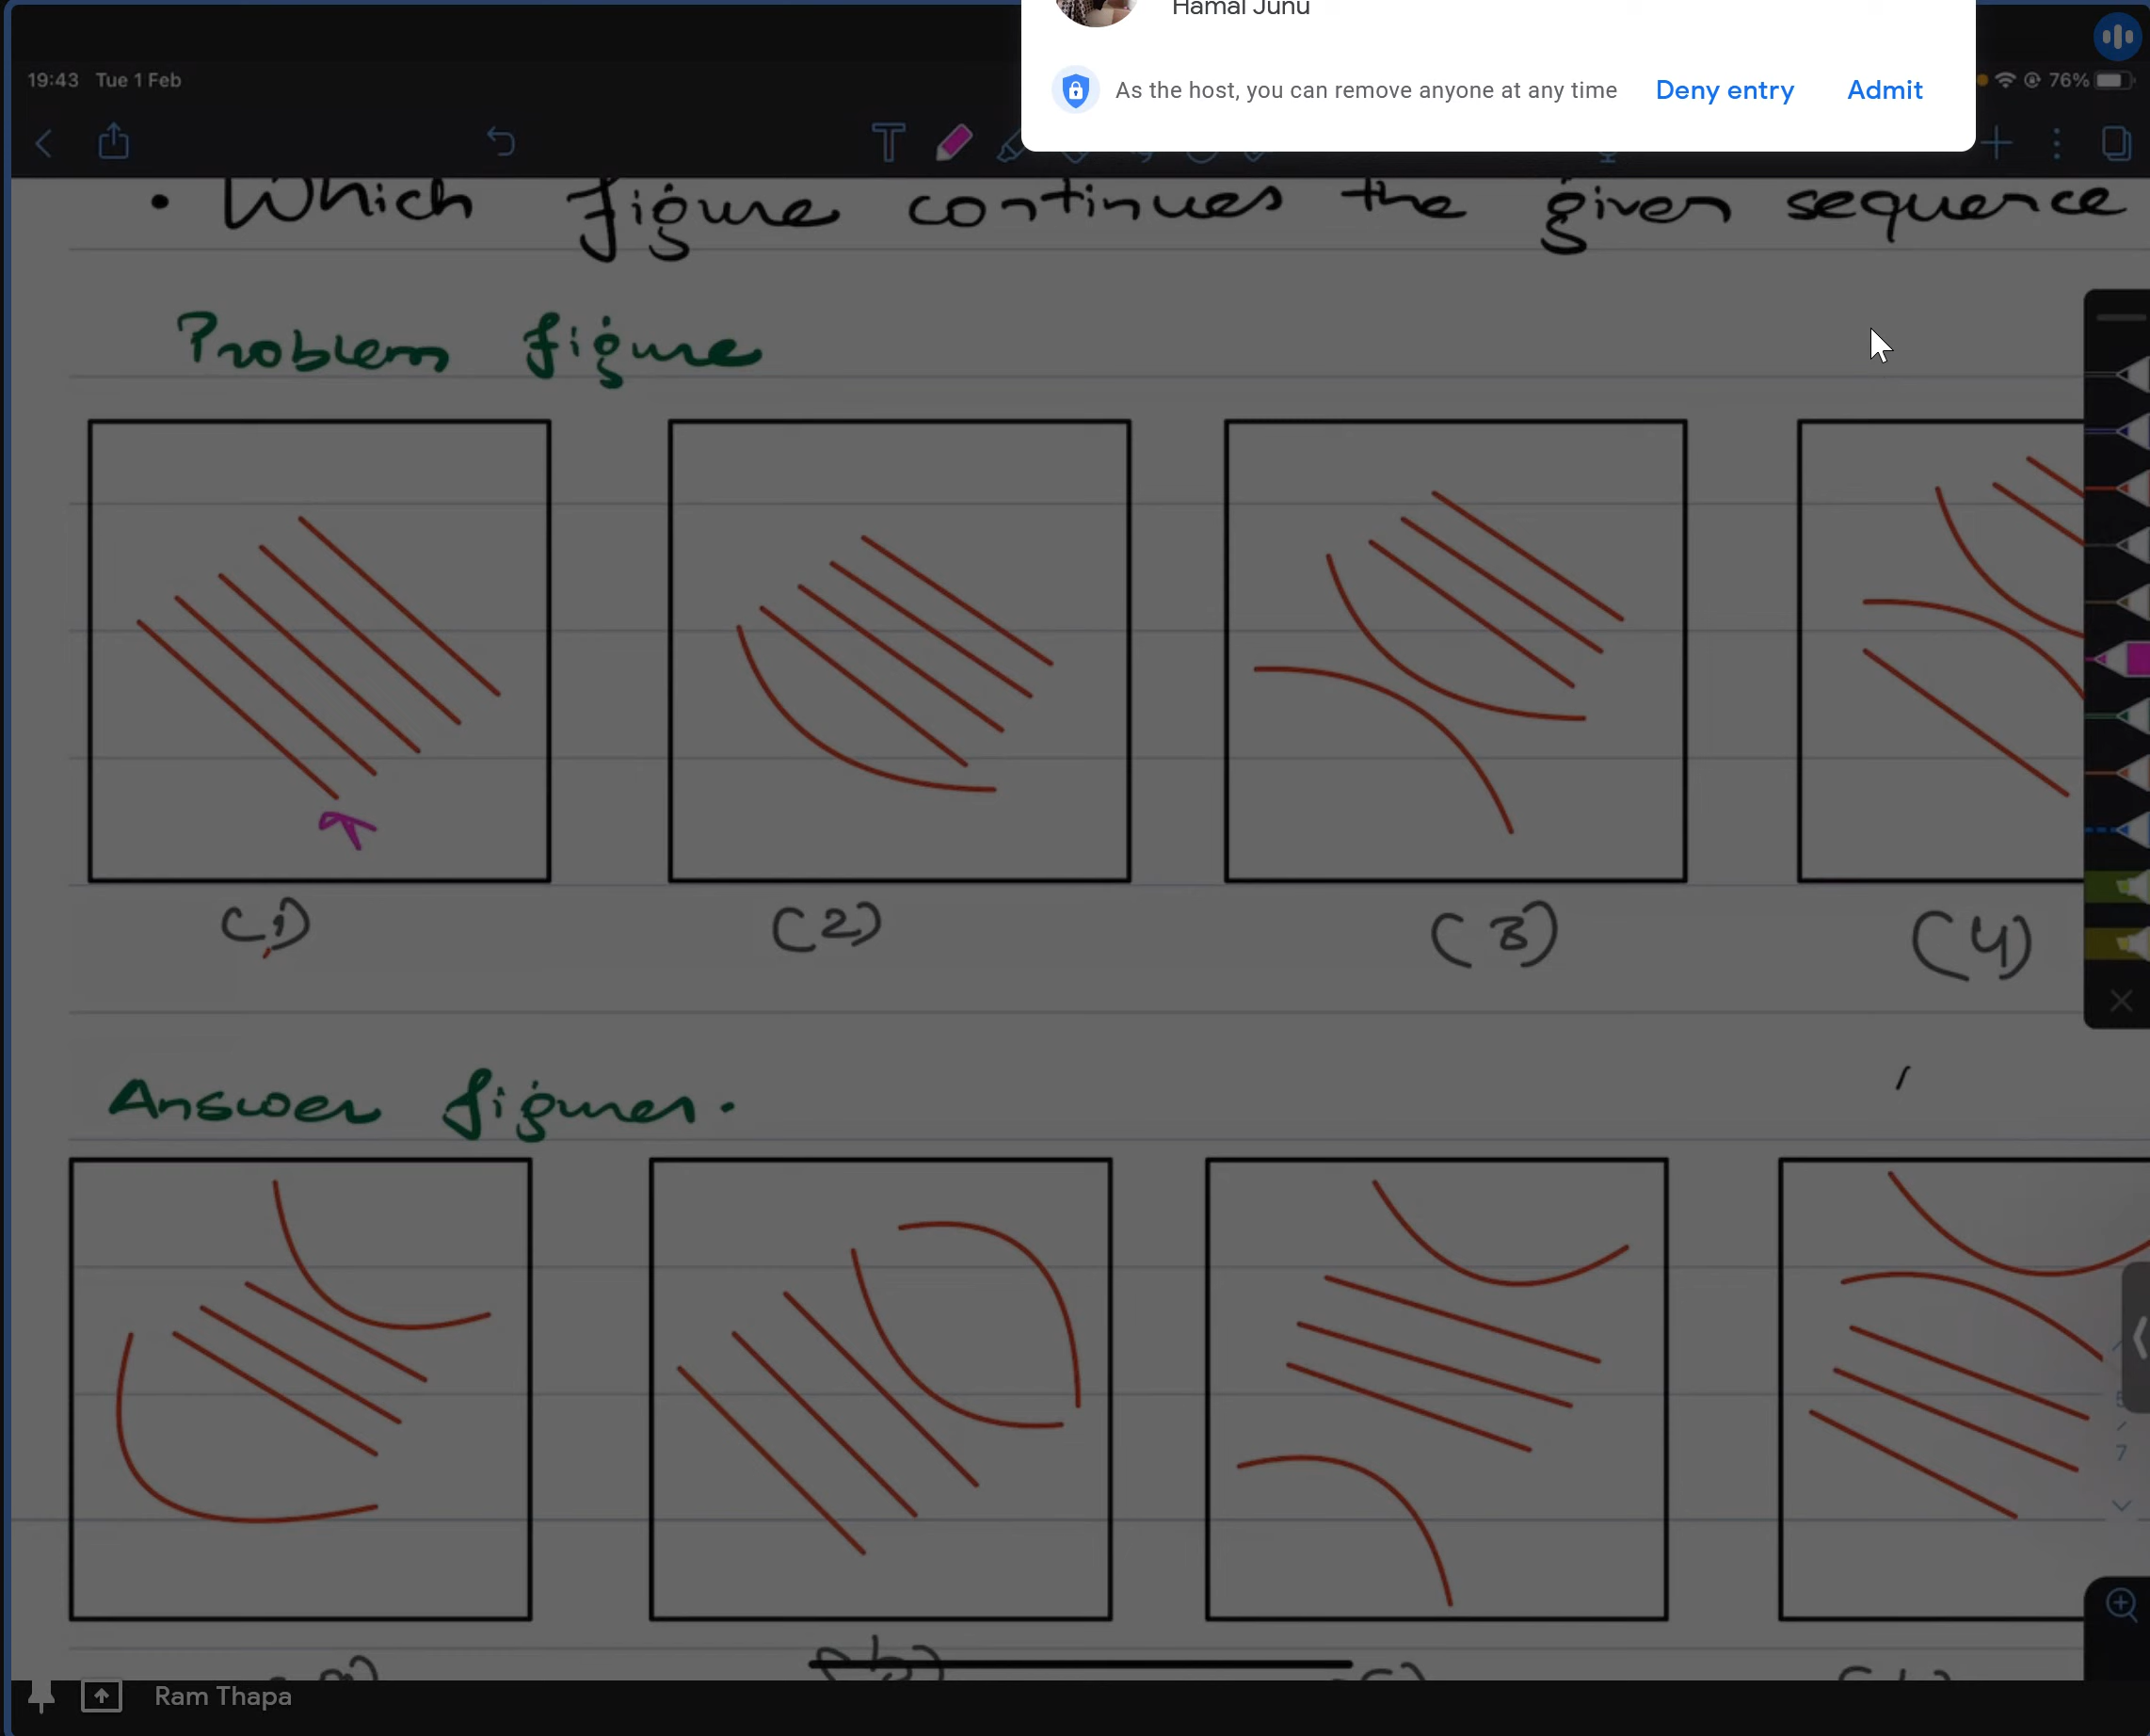 Hamal Junu
As the host, you can remove anyone at any time Deny entry Admit
19:43 Tue 1 Feb 76%
• Which figure continues the given sequence
Problem figure
(1) (2) (3) (4)
Answer figures.
7
Ram Thapa